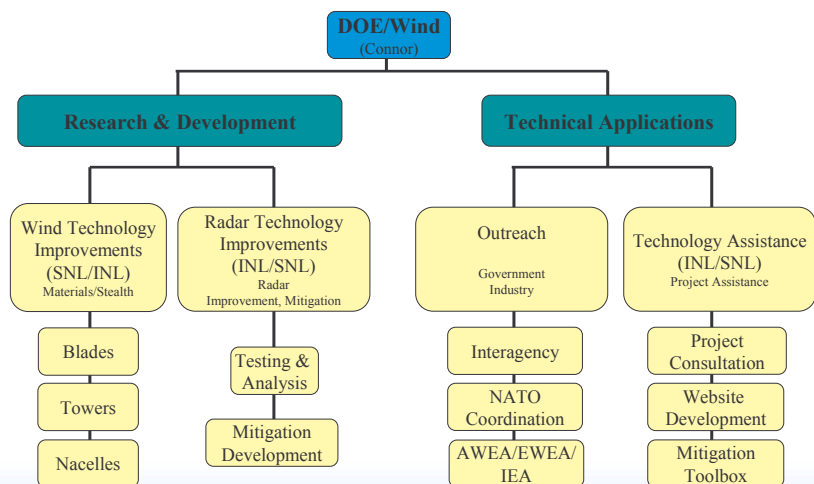 DOE/Wind
(Connor)
Research & Development
Technical Applications
Wind Technology
Improvements
(SNL/INL)
Materials/Stealth
Radar Technology
Improvements
(INL/SNL)
Radar
Improvement, Mitigation
Outreach
Government
Industry
Technology Assistance
(INL/SNL)
Project Assistance
Blades
Towers
Nacelles
Testing &
Analysis
Mitigation
Development
Interagency
NATO
Coordination
AWEA/EWEA/
IEA
Project
Consultation
Website
Development
Mitigation
Toolbox